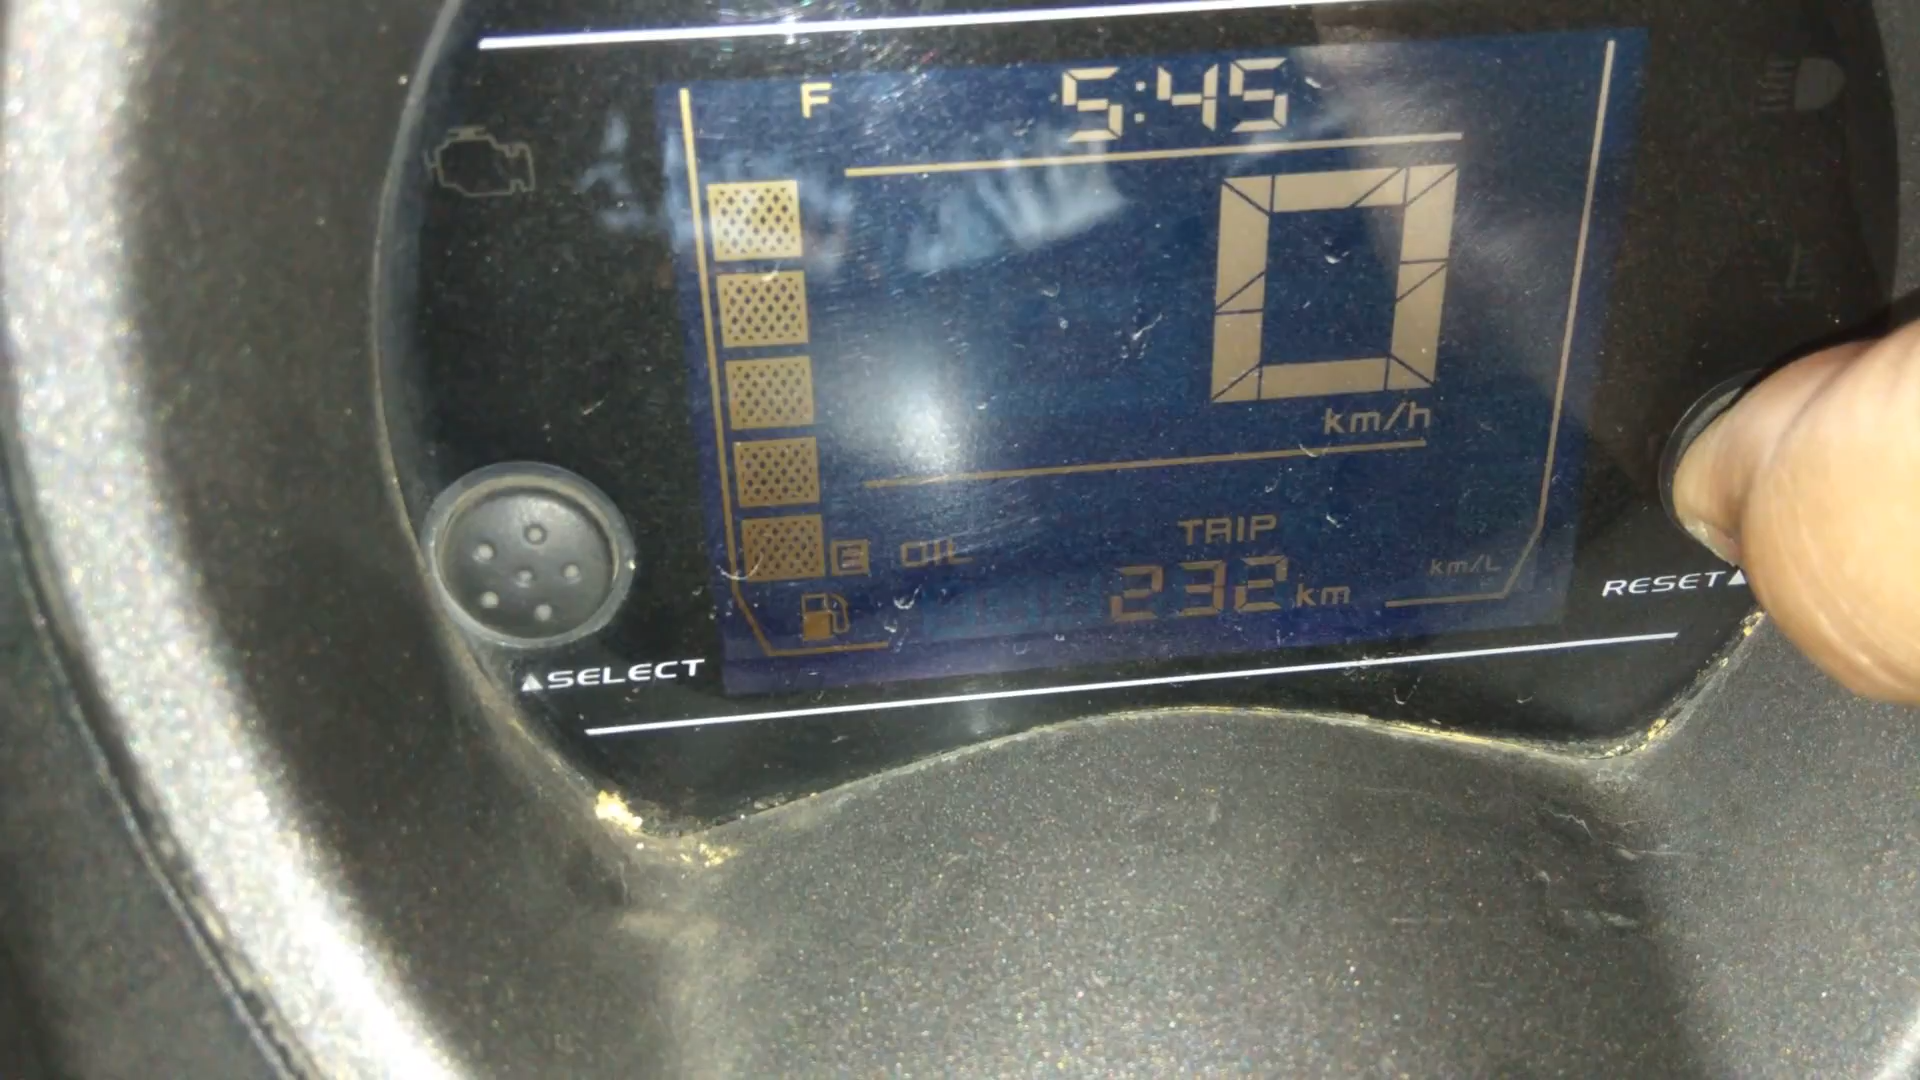 F 5:45
0
km/h
E OIL TRIP
232 km km/L
RESET▲
▲SELECT